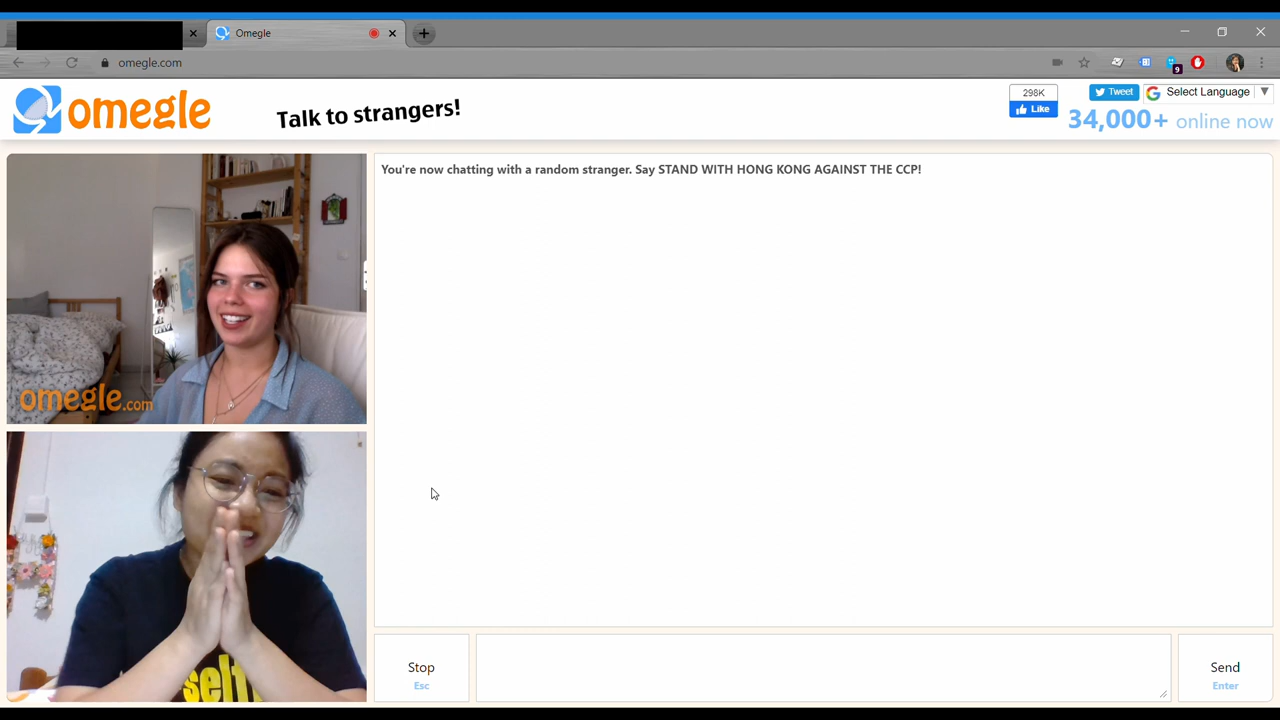 Omegle
omegle.com
9
omegle
Talk to strangers!
298K
Like
Tweet
Select Language
34,000+ online now
You're now chatting with a random stranger. Say STAND WITH HONG KONG AGAINST THE CCP!
omegle.com
Stop
Esc
Send
Enter